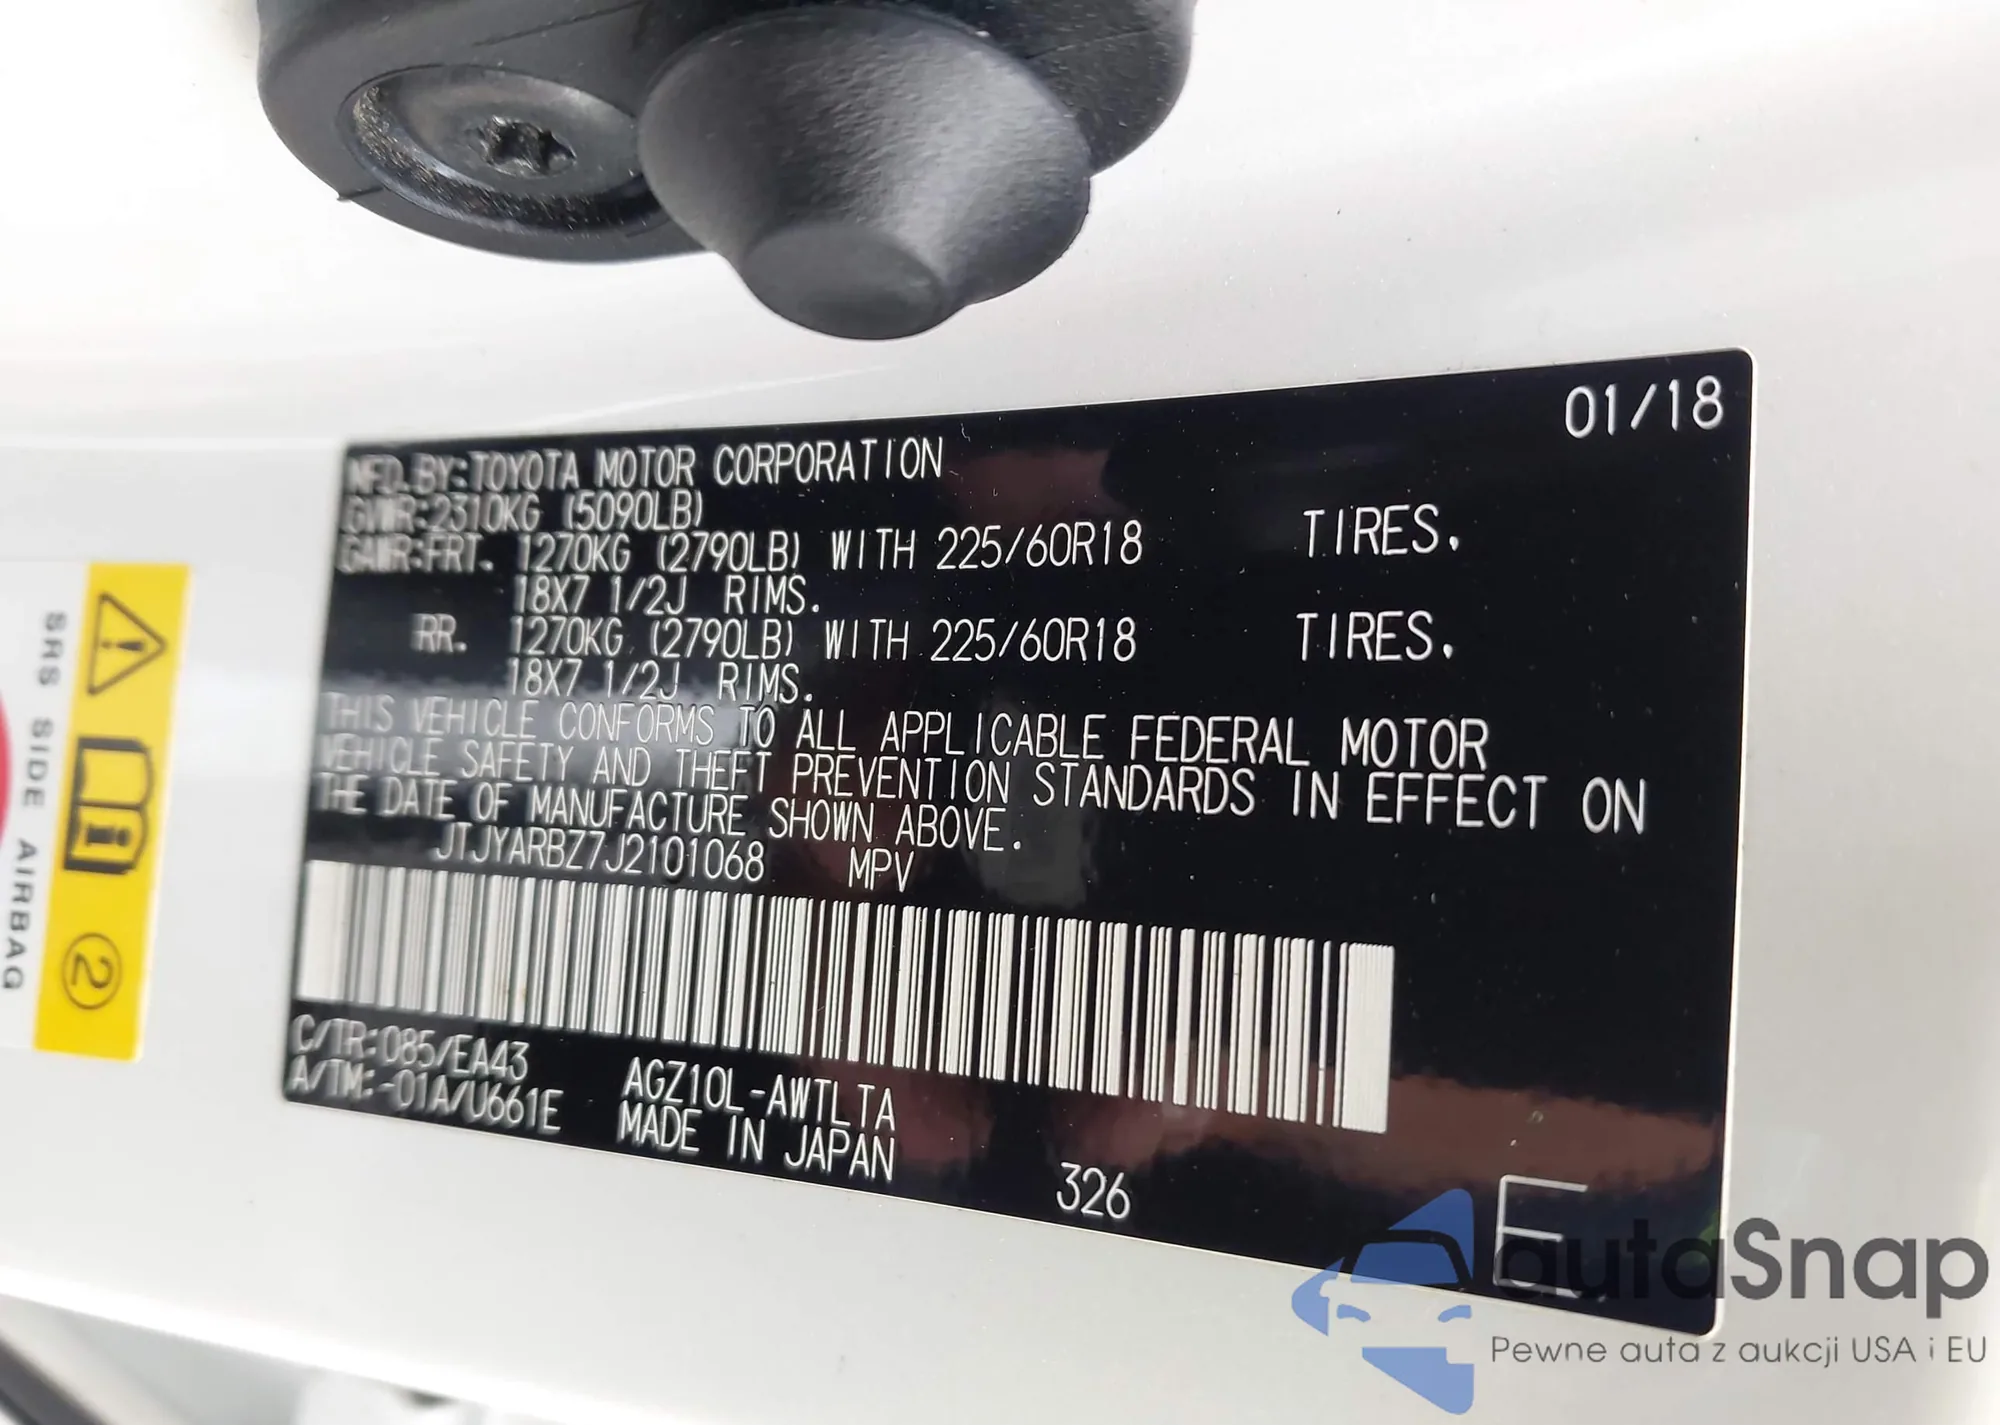 01/18
MFD.BY:TOYOTA MOTOR CORPORATION
GVWR:2310KG (5090LB)
GAWR:FRT. 1270KG (2790LB) WITH 225/60R18 TIRES.
18X7 1/2J RIMS.
RR. 1270KG (2790LB) WITH 225/60R18 TIRES.
18X7 1/2J RIMS.
THIS VEHICLE CONFORMS TO ALL APPLICABLE FEDERAL MOTOR
VEHICLE SAFETY AND THEFT PREVENTION STANDARDS IN EFFECT ON
THE DATE OF MANUFACTURE SHOWN ABOVE.
JTJYARBZ7J2101068 MPV
C/TR:085/EA43
A/TM:-01A/U661E
AGZ10L-AWTLTA
MADE IN JAPAN
326
E
SRS SIDE AIRBAG
2
autaSnap
Pewne auta z aukcji USA i EU